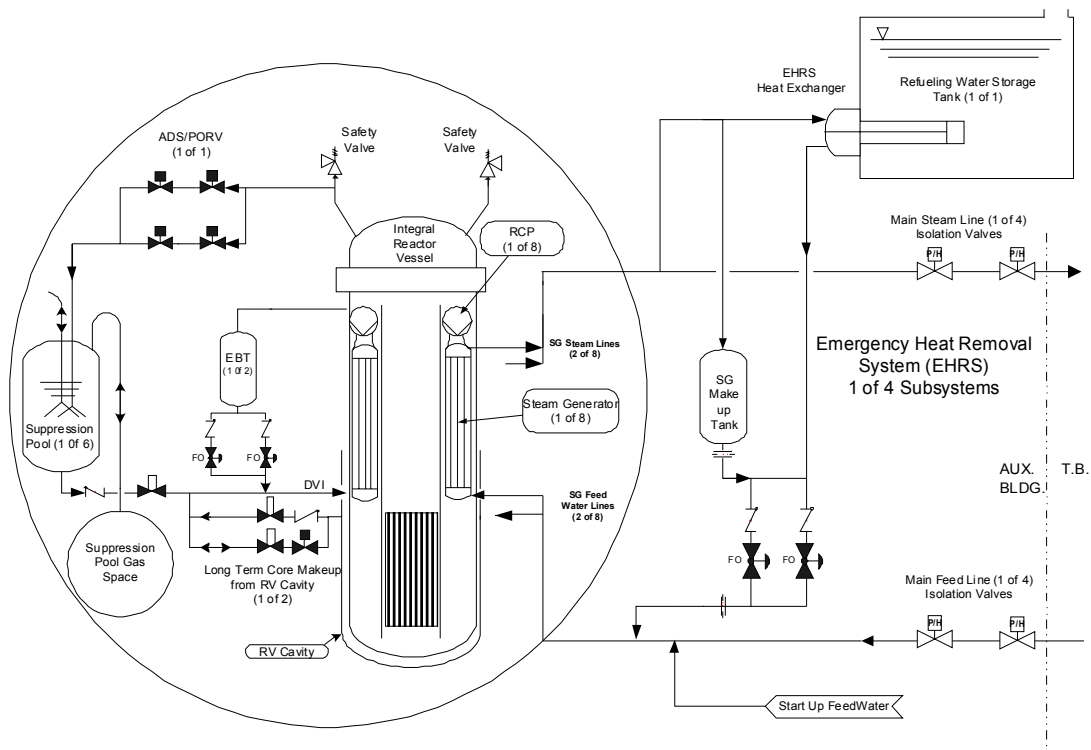 EHRS
Heat Exchanger
Refueling Water Storage
Tank (1 of 1)
ADS/PORV
(1 of 1)
Safety
Valve
Safety
Valve
Integral
Reactor
Vessel
RCP
(1 of 8)
Main Steam Line (1 of 4)
Isolation Valves
P/H
P/H
SG Steam Lines
(2 of 8)
EBT
(1 0f 2)
Emergency Heat Removal
System (EHRS)
1 of 4 Subsystems
SG
Make
up
Tank
Steam Generator
(1 of 8)
Suppression
Pool (1 0f 6)
FO
FO
DVI
AUX.
BLDG.
T.B.
SG Feed
Water Lines
(2 of 8)
Suppression
Pool Gas
Space
Long Term Core Makeup
from RV Cavity
(1 of 2)
FO
FO
Main Feed Line (1 of 4)
Isolation Valves
P/H
P/H
RV Cavity
Start Up FeedWater